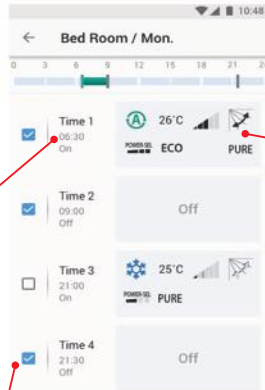 10:48
Bed Room / Mon.
0 3 6 9 12 15 18 21
Time 1
06:30
On
A 26°C
POWER-SEL ECO PURE
Time 2
09:00
Off
Off
Time 3
21:00
On
25°C
POWER-SEL PURE
Time 4
21:30
Off
Off